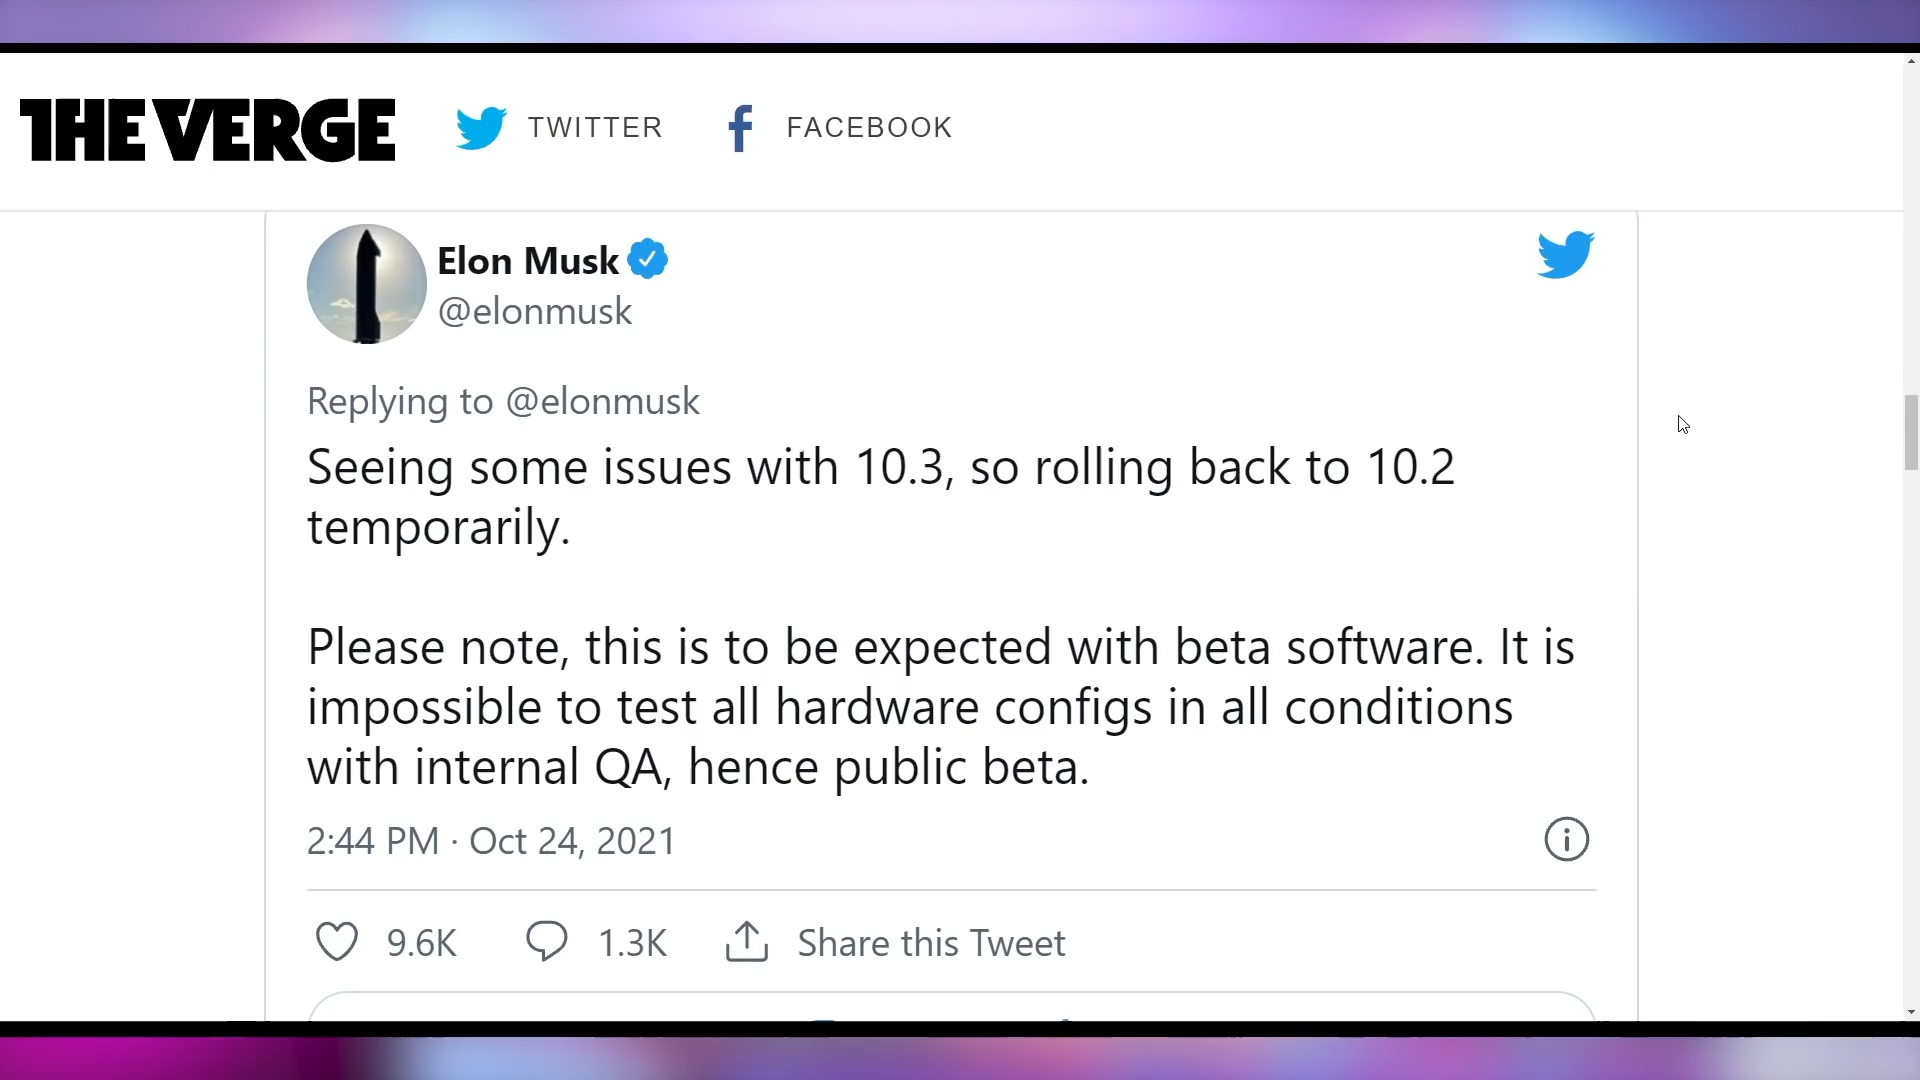 THE VERGE TWITTER FACEBOOK
Elon Musk
@elonmusk
Replying to @elonmusk
Seeing some issues with 10.3, so rolling back to 10.2
temporarily.
Please note, this is to be expected with beta software. It is
impossible to test all hardware configs in all conditions
with internal QA, hence public beta.
2:44 PM · Oct 24, 2021
9.6K 1.3K Share this Tweet